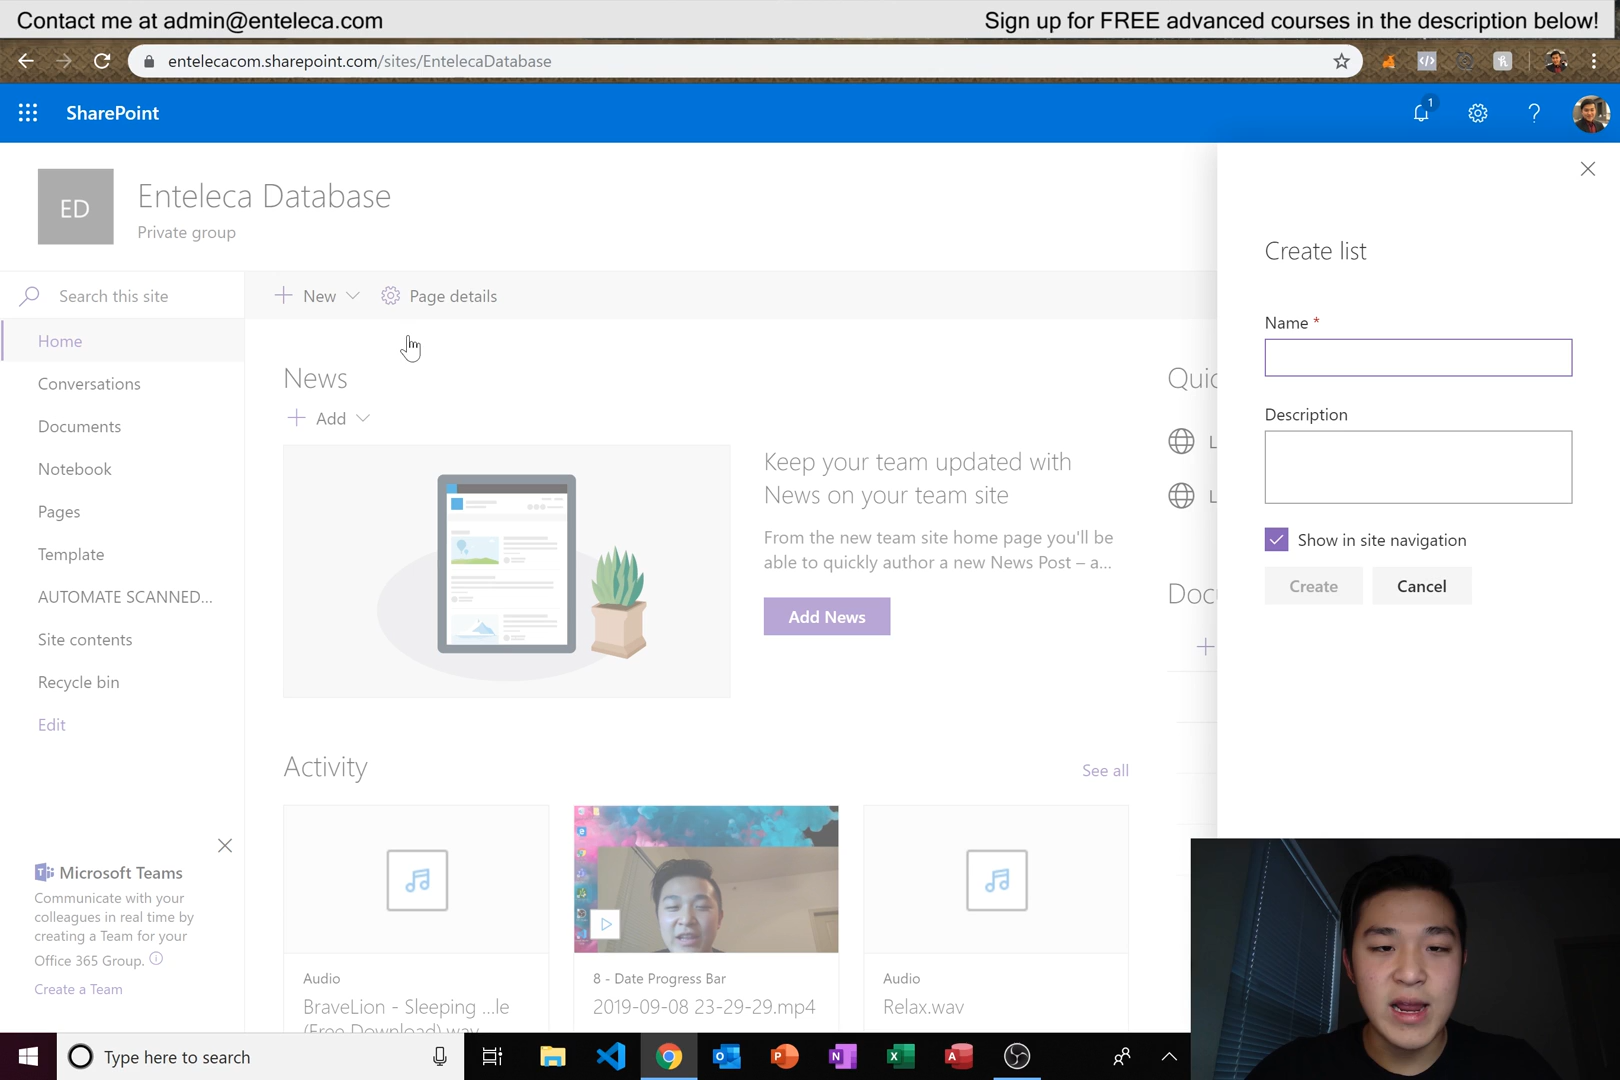 Contact me at admin@enteleca.com
Sign up for FREE advanced courses in the description below!
entelecacom.sharepoint.com/sites/EntelecaDatabase
SharePoint
1
ED
Enteleca Database
Private group
Search this site
New
Page details
Home
Conversations
Documents
Notebook
Pages
Template
AUTOMATE SCANNED...
Site contents
Recycle bin
Edit
News
Add
Keep your team updated with
News on your team site
From the new team site home page you'll be
able to quickly author a new News Post – a...
Add News
Quic
L
L
Doc
Activity
See all
Audio
BraveLion - Sleeping ...le
(Free Download).wav
8 - Date Progress Bar
2019-09-08 23-29-29.mp4
Audio
Relax.wav
Microsoft Teams
Communicate with your
colleagues in real time by
creating a Team for your
Office 365 Group.
Create a Team
Create list
Name *
Description
Show in site navigation
Create
Cancel
Type here to search